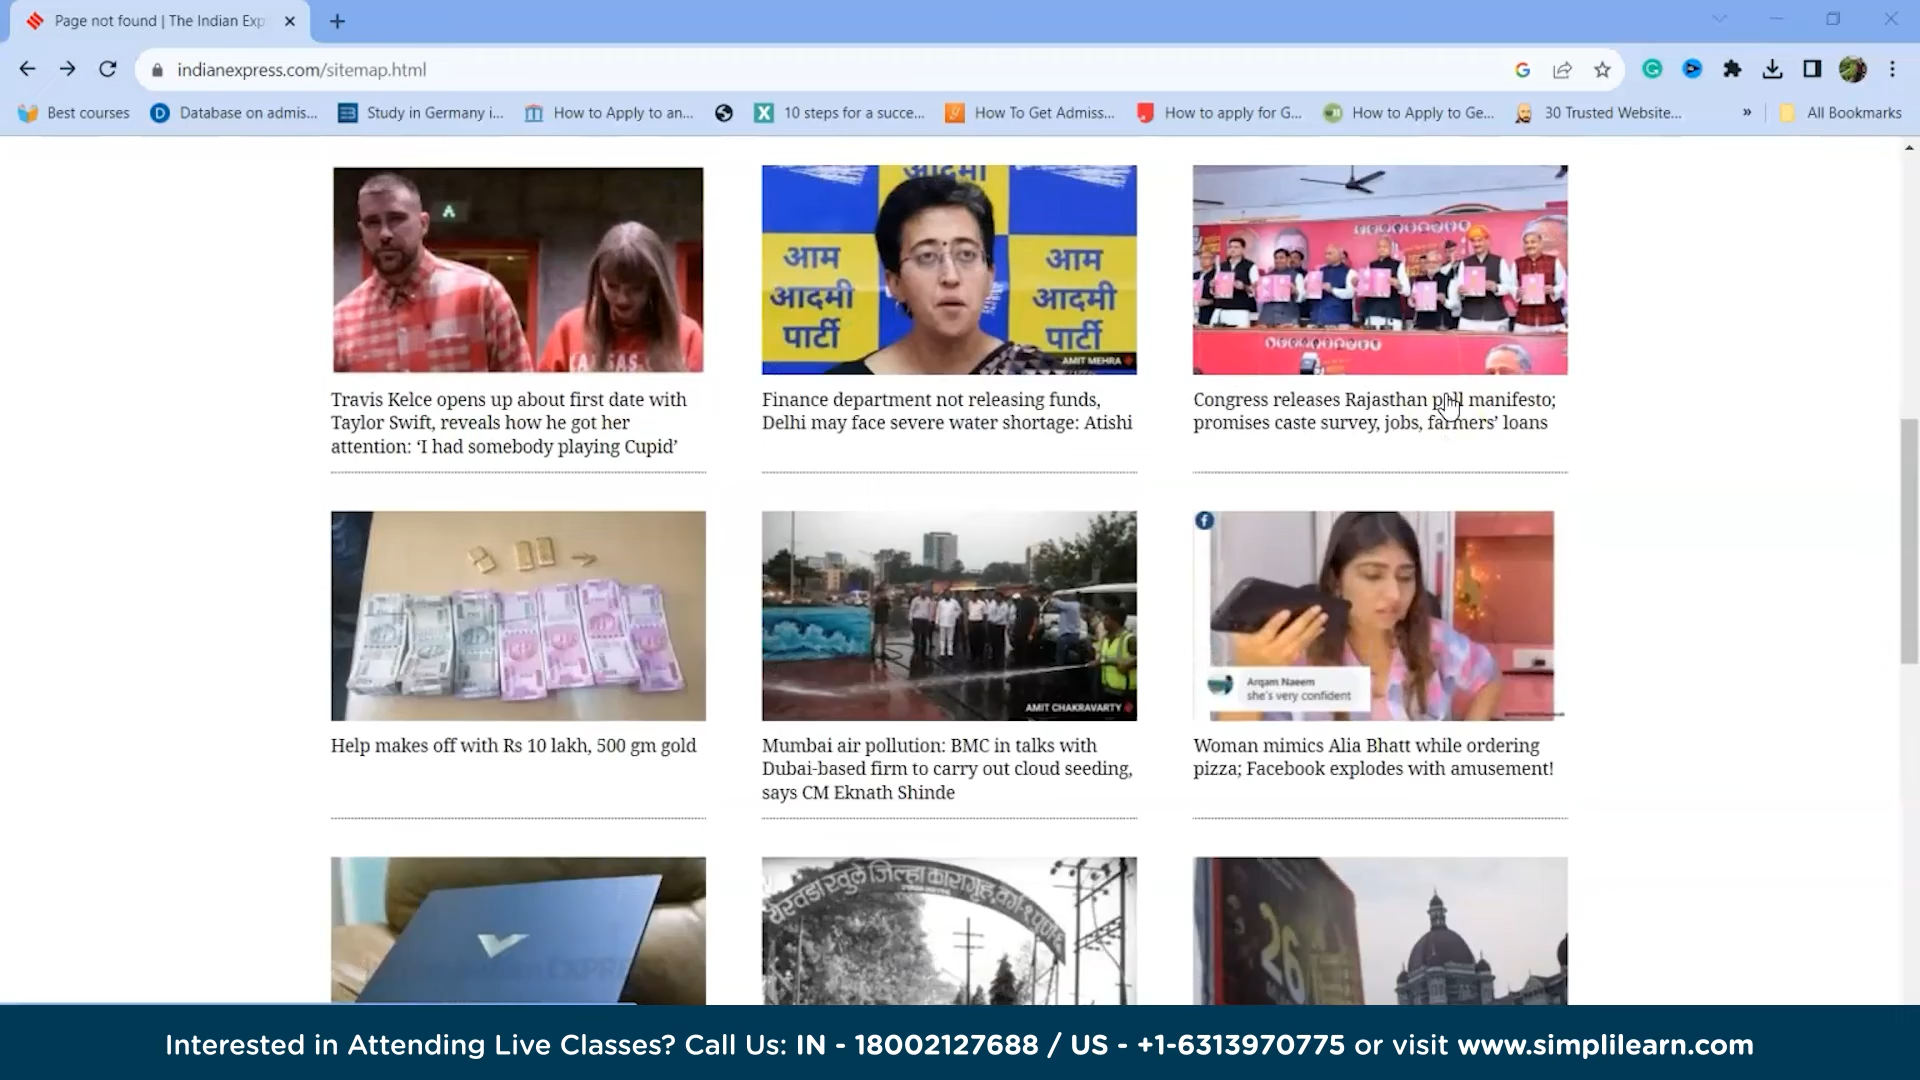 Page not found | The Indian Exp
indianexpress.com/sitemap.html
Best courses
Database on admis...
Study in Germany i...
How to Apply to an...
10 steps for a succe...
How To Get Admiss...
How to apply for G...
How to Apply to Ge...
30 Trusted Website...
»
All Bookmarks
आम
आदमी
पार्टी
आदमी
आम
आदमी
पार्टी
AMIT MEHRA
Travis Kelce opens up about first date with
Taylor Swift, reveals how he got her
attention: ‘I had somebody playing Cupid’
Finance department not releasing funds,
Delhi may face severe water shortage: Atishi
Congress releases Rajasthan poll manifesto;
promises caste survey, jobs, farmers’ loans
AMIT CHAKRAVARTY
Arqam Naeem
she's very confident
Help makes off with Rs 10 lakh, 500 gm gold
Mumbai air pollution: BMC in talks with
Dubai-based firm to carry out cloud seeding,
says CM Eknath Shinde
Woman mimics Alia Bhatt while ordering
pizza; Facebook explodes with amusement!
येरवडा खुले जिल्हा कारागृह, वर्ग-१ पुणे
26
Interested in Attending Live Classes? Call Us: IN - 18002127688 / US - +1-6313970775 or visit www.simplilearn.com